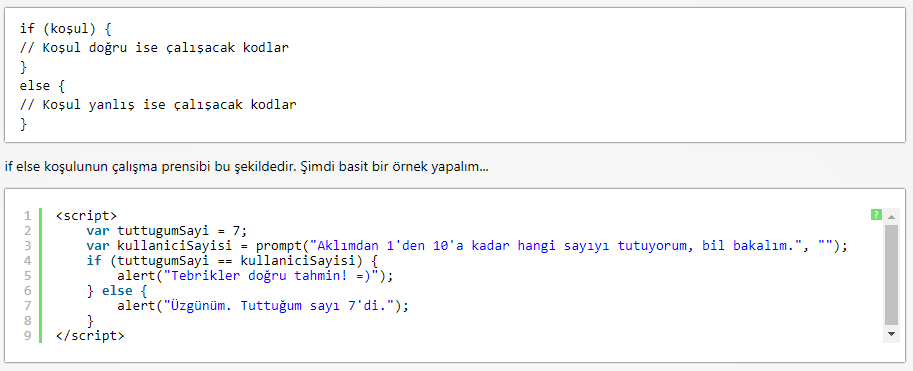 if (koşul) {
// Koşul doğru ise çalışacak kodlar
}
else {
// Koşul yanlış ise çalışacak kodlar
}
if else koşulunun çalışma prensibi bu şekildedir. Şimdi basit bir örnek yapalım...
?
1 <script>
2 var tuttugumSayi = 7;
3 var kullaniciSayisi = prompt("Aklımdan 1'den 10'a kadar hangi sayıyı tutuyorum, bil bakalım.", "");
4 if (tuttugumSayi == kullaniciSayisi) {
5 alert("Tebrikler doğru tahmin! =)");
6 } else {
7 alert("Üzgünüm. Tuttuğum sayı 7'di.");
8 }
9 </script>